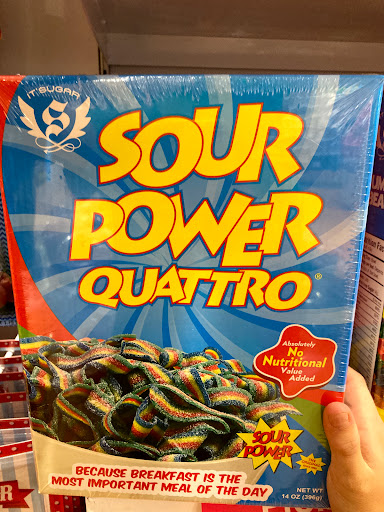 IT'SUGAR
S
SOUR
POWER
QUATTRO®
Absolutely
No
Nutritional
Value
Added
SOUR
POWER
BECAUSE BREAKFAST IS THE
MOST IMPORTANT MEAL OF THE DAY
NET WT
14 OZ (396g)